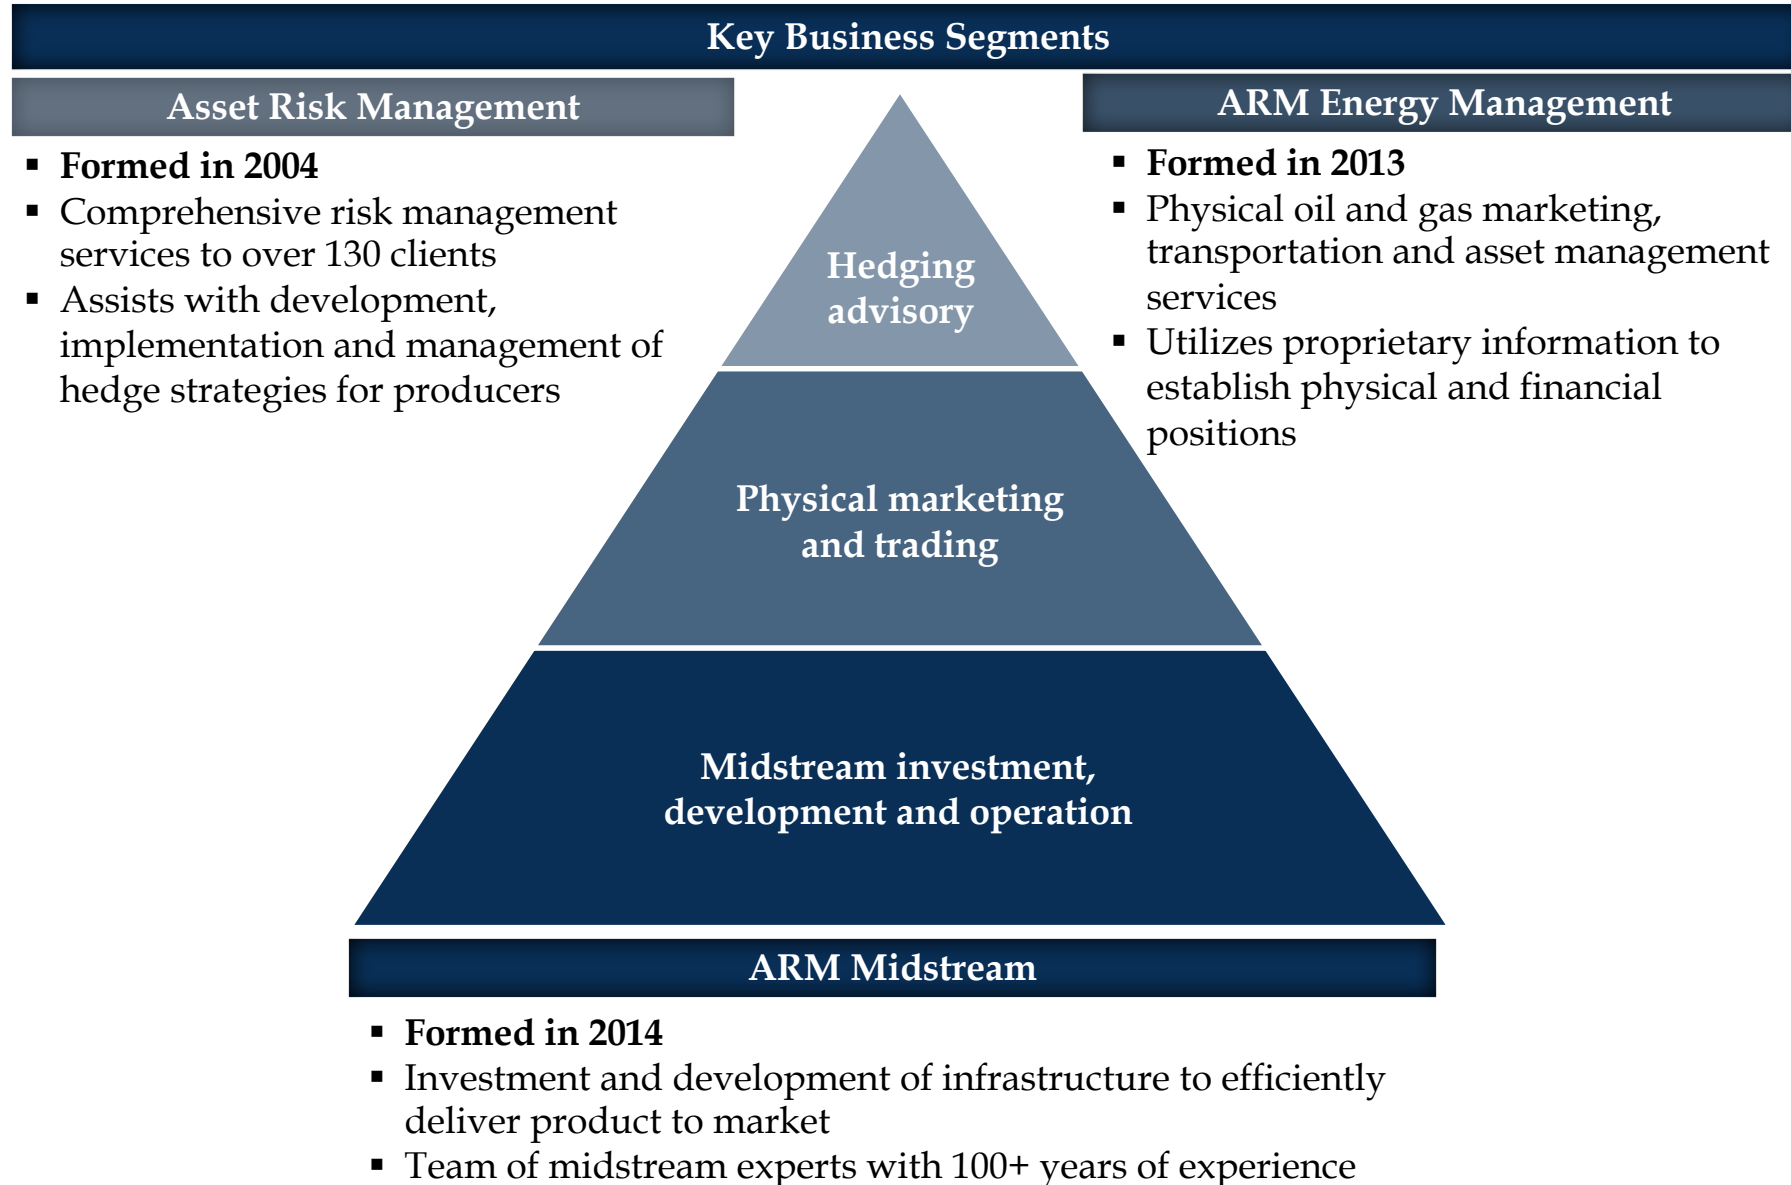 Key Business Segments
Asset Risk Management
▪ Formed in 2004
▪ Comprehensive risk management
services to over 130 clients
▪ Assists with development,
implementation and management of
hedge strategies for producers
ARM Energy Management
▪ Formed in 2013
▪ Physical oil and gas marketing,
transportation and asset management
services
▪ Utilizes proprietary information to
establish physical and financial
positions
Hedging
advisory
Physical marketing
and trading
Midstream investment,
development and operation
ARM Midstream
▪ Formed in 2014
▪ Investment and development of infrastructure to efficiently
deliver product to market
▪ Team of midstream experts with 100+ years of experience